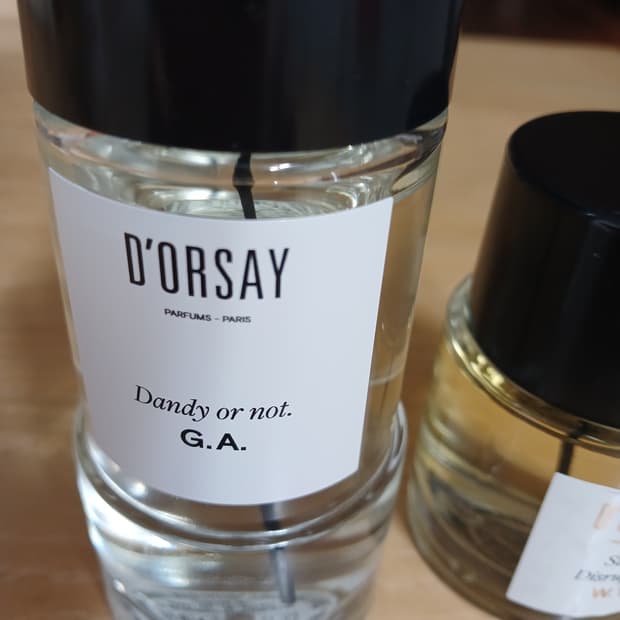 D'ORSAY
PARFUMS - PARIS
Dandy or not.
G.A.